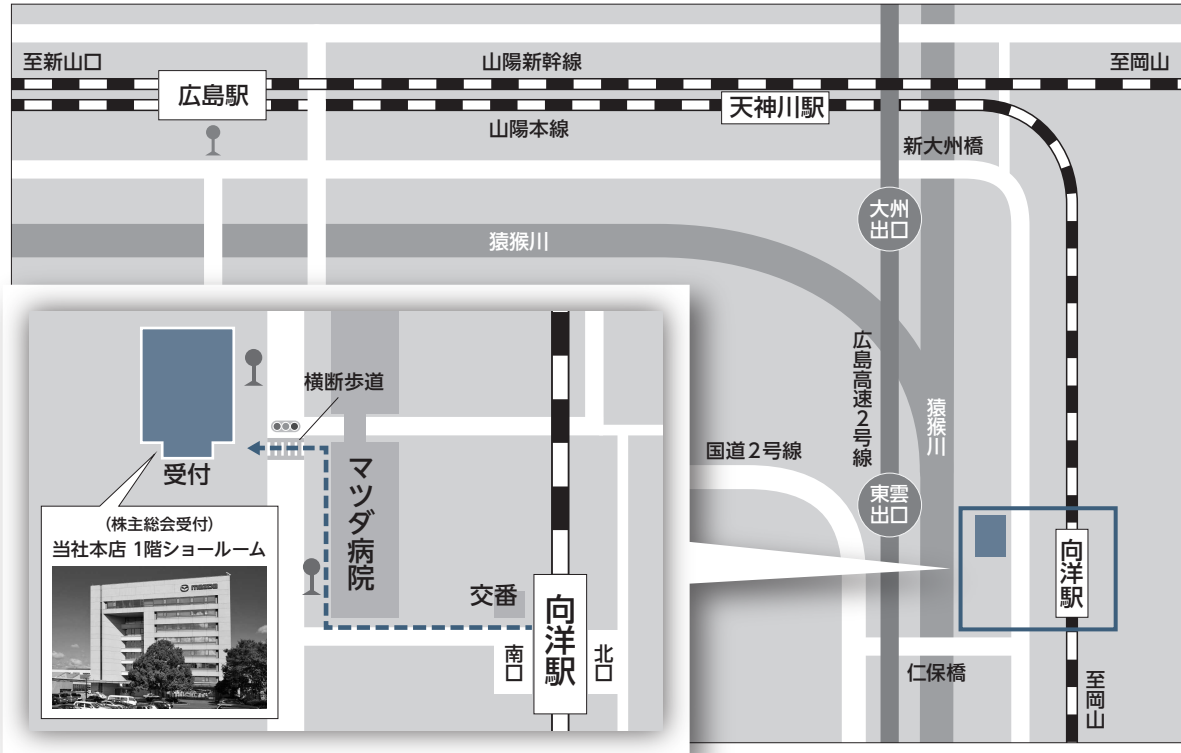 至新山口
山陽新幹線
至岡山
広島駅
天神川駅
山陽本線
新大州橋
大州
出口
猿猴川
広島高速2号線
猿猴川
国道2号線
東雲
出口
向洋駅
仁保橋
至岡山
横断歩道
受付
マツダ病院
(株主総会受付)
当社本店 1階ショールーム
mazda
交番
向洋駅
南口
北口